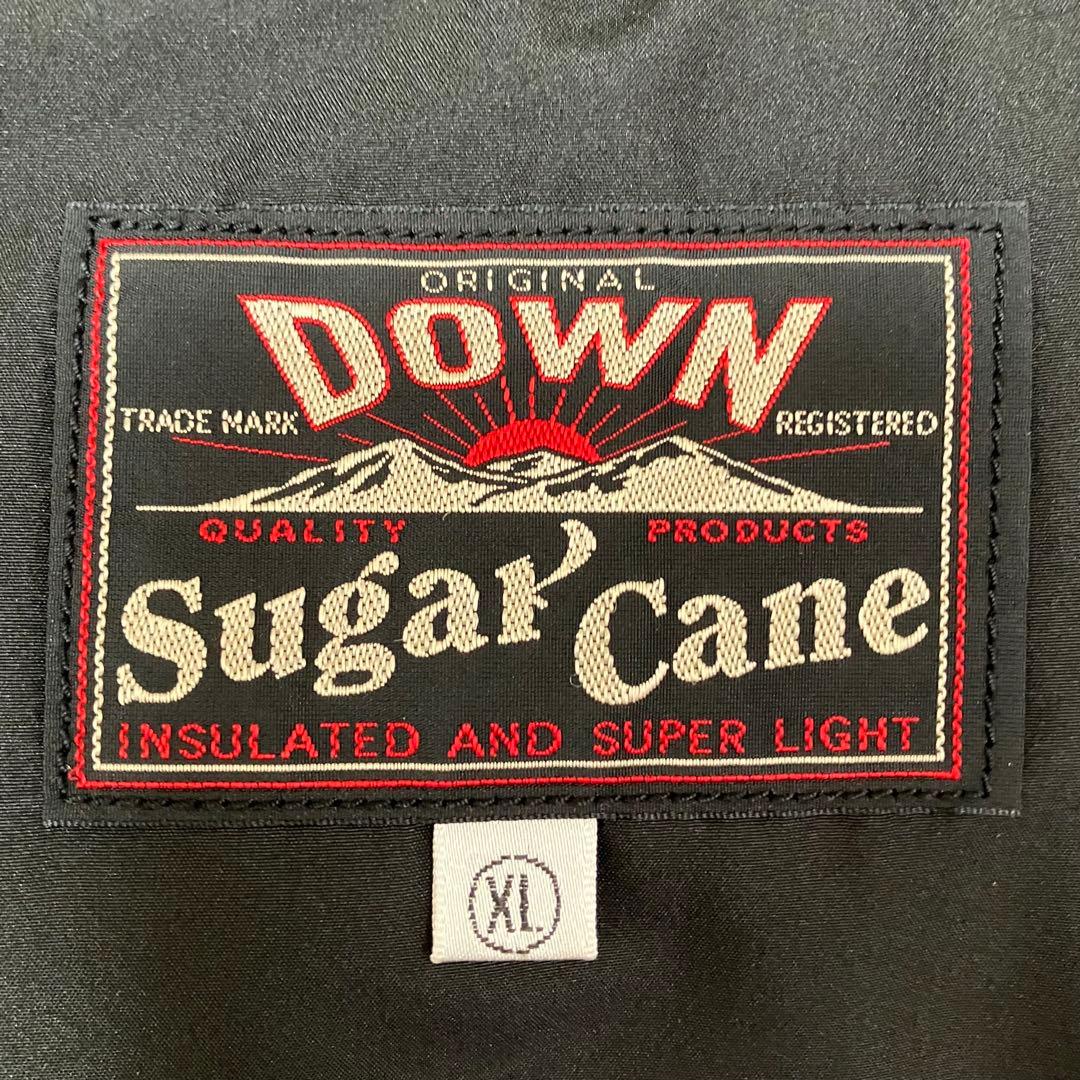 ORIGINAL
DOWN
TRADE MARK REGISTERED
QUALITY PRODUCTS
Sugar Cane
INSULATED AND SUPER LIGHT
XL